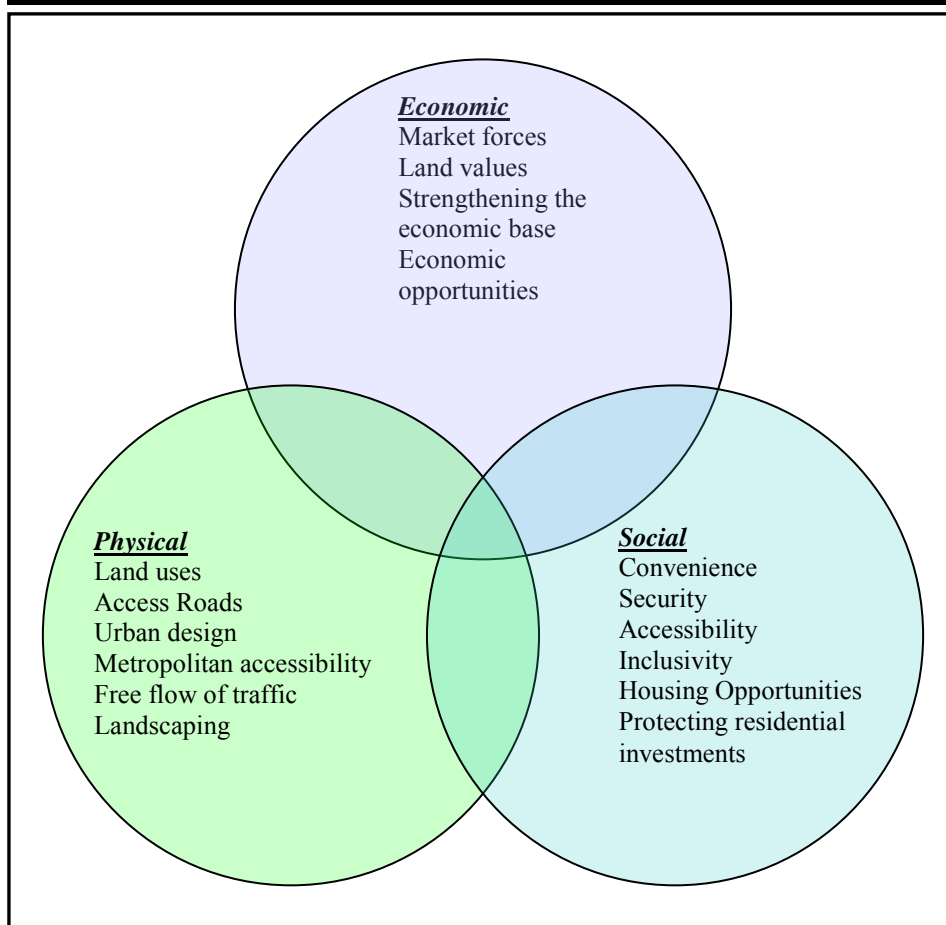 Economic
Market forces
Land values
Strengthening the
economic base
Economic
opportunities
Physical
Land uses
Access Roads
Urban design
Metropolitan accessibility
Free flow of traffic
Landscaping
Social
Convenience
Security
Accessibility
Inclusivity
Housing Opportunities
Protecting residential
investments